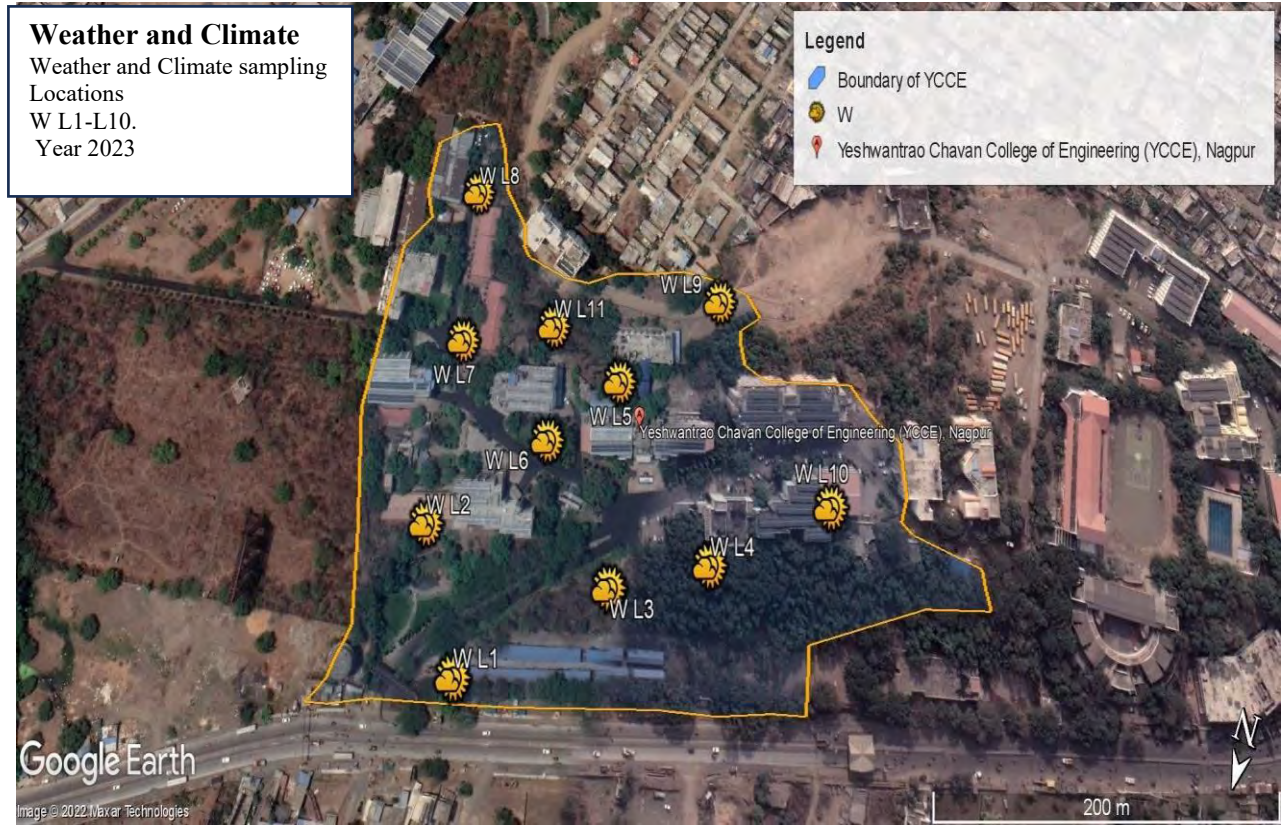 Weather and Climate
Weather and Climate sampling
Locations
W L1-L10.
Year 2023
Legend
Boundary of YCCE
W
Yeshwantrao Chavan College of Engineering (YCCE), Nagpur
W L8
W L9
W L11
W L7
W L5
Yeshwantrao Chavan College of Engineering (YCCE), Nagpur
W L6
W L10
W L2
W L4
W L3
W L1
N
Google Earth
Image © 2022 Maxar Technologies
200 m